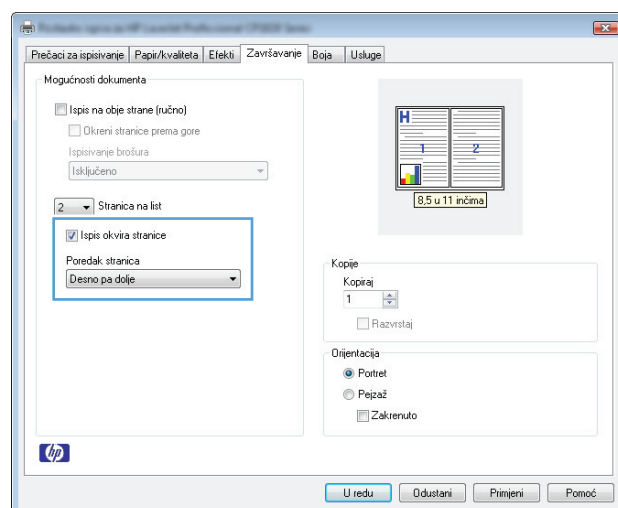 Prečaci za ispisivanje Papir/kvaliteta Efekti Završavanje Boja Usluge
Mogućnosti dokumenta
Ispis na obje strane (ručno)
Okreni stranice prema gore
Ispisivanje brošura
Isključeno
2 Stranica na list
Ispis okvira stranice
Poredak stranica
Desno pa dolje
H
1 2
8,5 u 11 inčima
Kopije
Kopiraj
1
Razvrstaj
Orijentacija
Portret
Pejzaž
Zakrenuto
hp
U redu Odustani Primijeni Pomoć